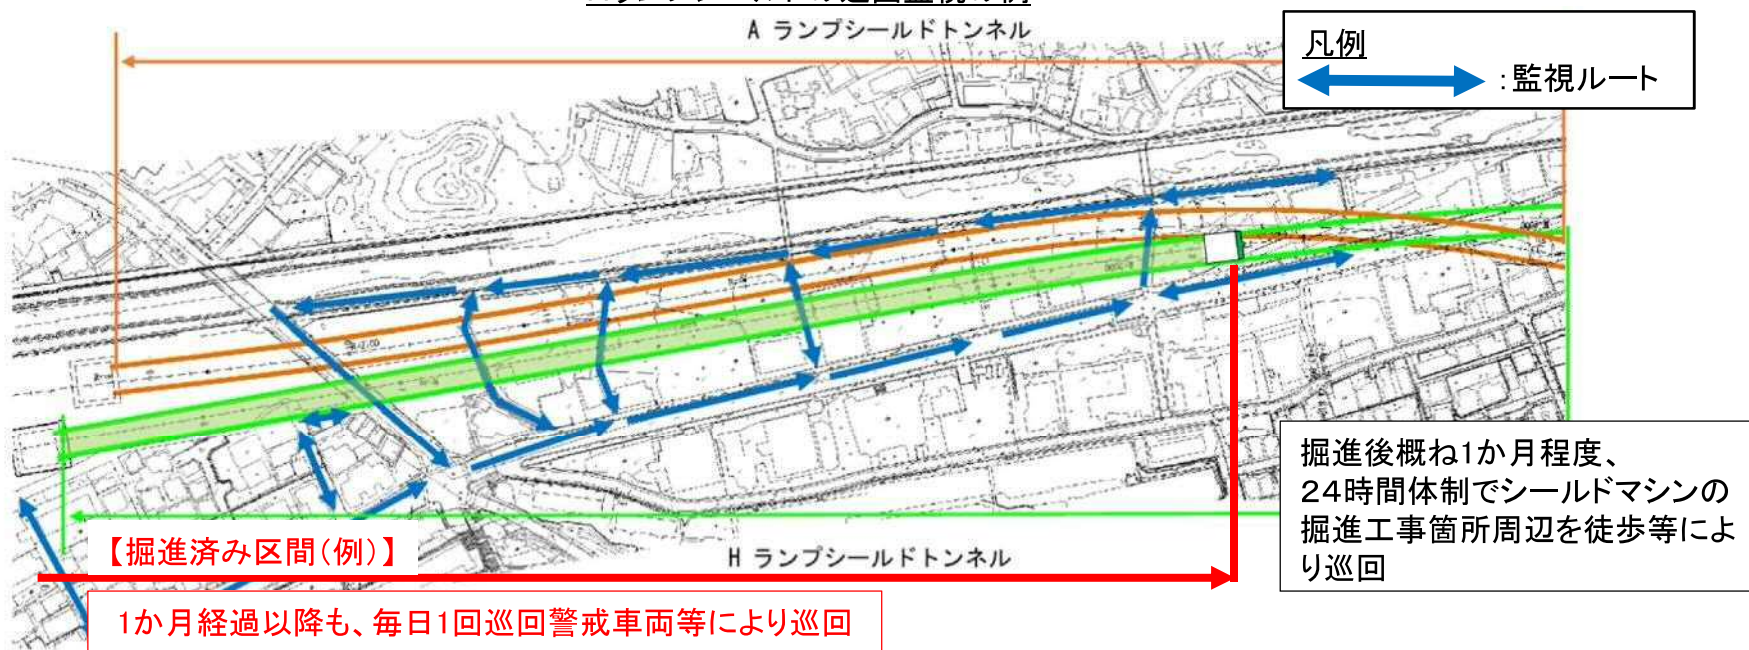 A ランプシールドトンネル
凡例
:監視ルート
掘進後概ね1か月程度、
24時間体制でシールドマシンの
掘進工事箇所周辺を徒歩等によ
り巡回
【掘進済み区間(例)】
H ランプシールドトンネル
1か月経過以降も、毎日1回巡回警戒車両等により巡回